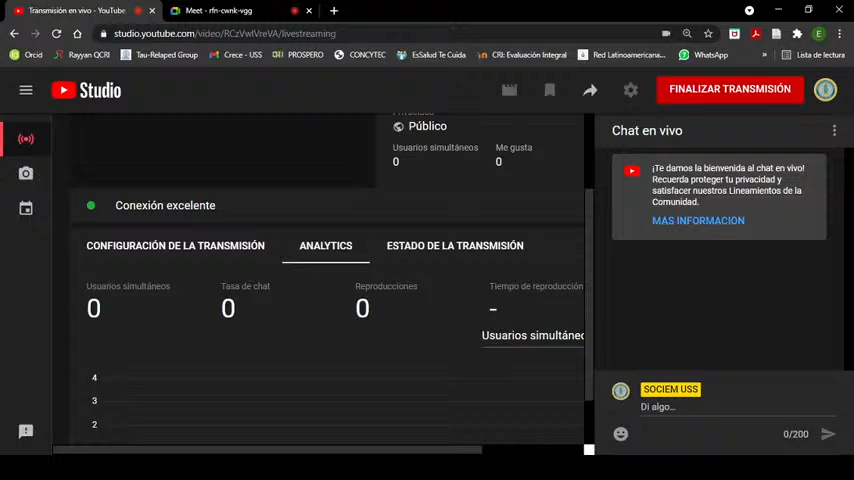 Transmisión en vivo - YouTube
Meet - rfn-cwnk-vgg
studio.youtube.com/video/RCzVwlVreVA/livestreaming
Orcid
Rayyan QCRI
Tau-Relaped Group
Crece - USS
PROSPERO
CONCYTEC
EsSalud Te Cuida
CRI: Evaluación Integral
Red Latinoamericana...
WhatsApp
»
Lista de lectura
E
Studio
FINALIZAR TRANSMISIÓN
Público
Usuarios simultáneos
Me gusta
0
0
Conexión excelente
CONFIGURACIÓN DE LA TRANSMISIÓN
ANALYTICS
ESTADO DE LA TRANSMISIÓN
Usuarios simultáneos
Tasa de chat
Reproducciones
Tiempo de reproducción
0
0
0
-
Usuarios simultáneo
4
3
2
Chat en vivo
¡Te damos la bienvenida al chat en vivo!
Recuerda proteger tu privacidad y
satisfacer nuestros Lineamientos de la
Comunidad.
MAS INFORMACION
SOCIEM USS
Di algo...
0/200